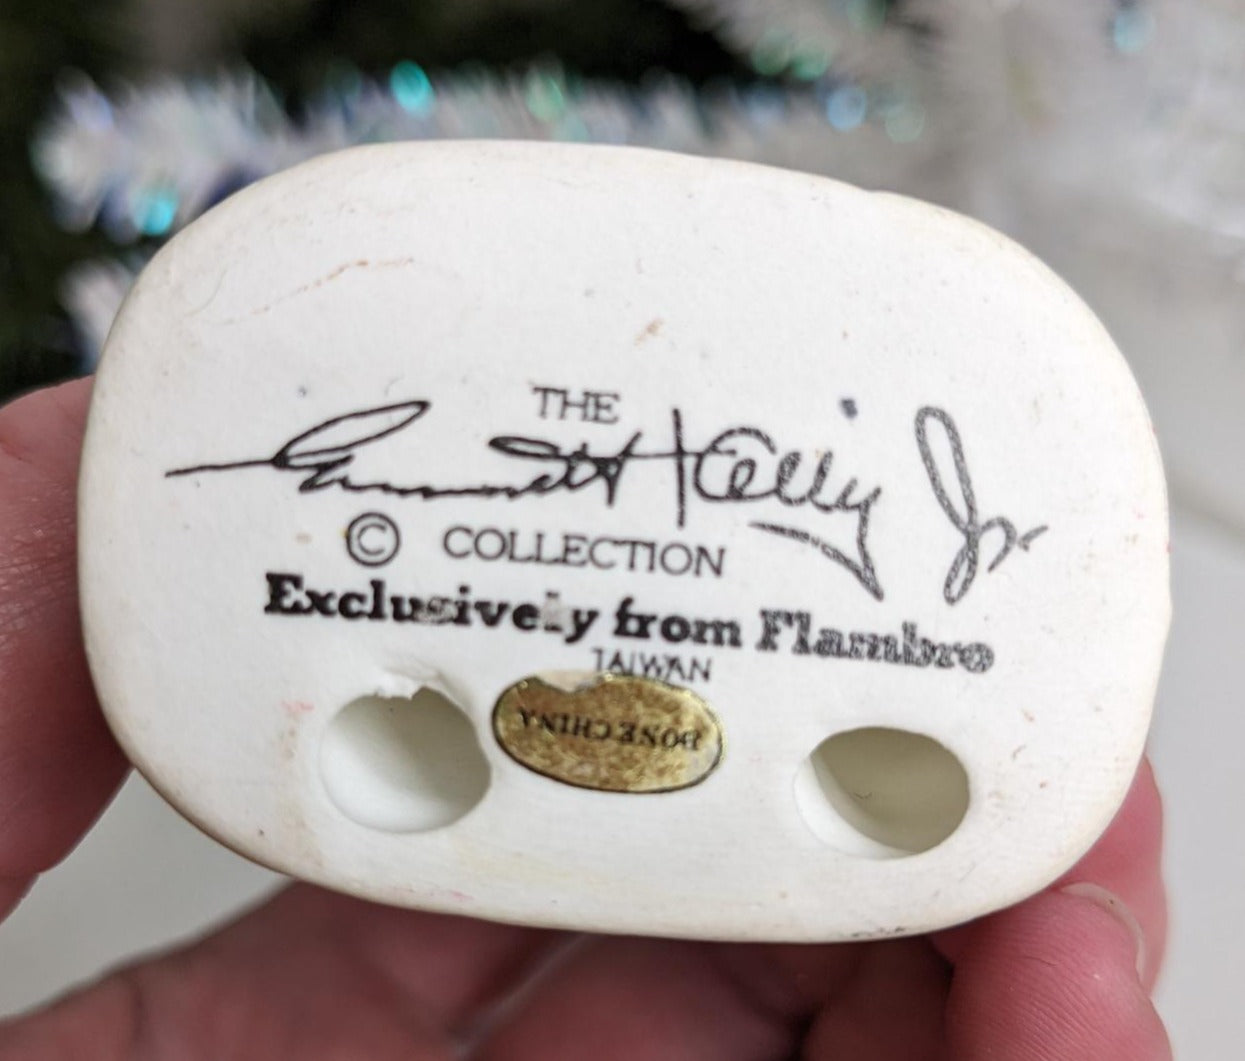 THE
Emmett Kelly Jr.
© COLLECTION
Exclusively from Flambro
TAIWAN
BONE CHINA